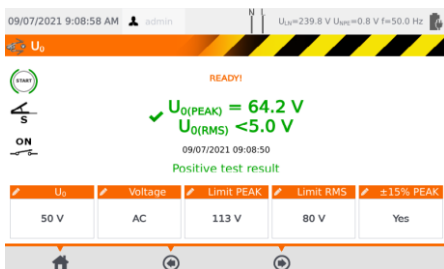 09/07/2021 9:08:58 AM admin N L U_LN=239.8 V U_NPE=0.8 V f=50.0 Hz
U₀
START
READY!
U0(PEAK) = 64.2 V
S
U0(RMS) <5.0 V
ON
09/07/2021 09:08:50
Positive test result
U₀ Voltage Limit PEAK Limit RMS ±15% PEAK
50 V AC 113 V 80 V Yes